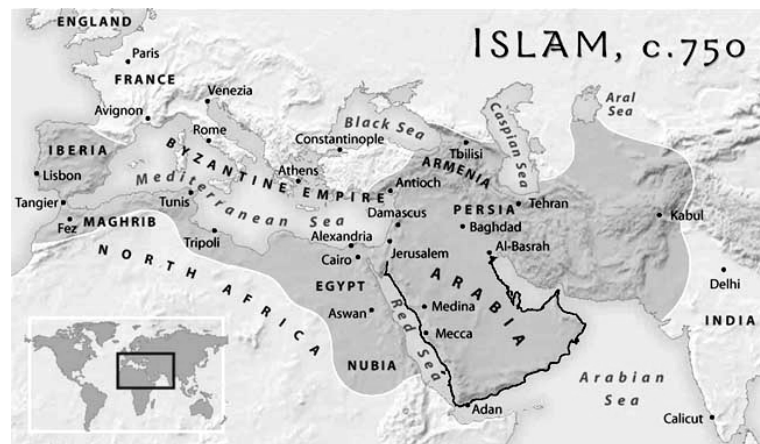 ISLAM, c.750
ENGLAND
Paris
FRANCE
Venezia
Avignon
Rome
Black Sea
Caspian Sea
Aral
Sea
Constantinople
Tbilisi
IBERIA
BYZANTINE EMPIRE
ARMENIA
Lisbon
Athens
Antioch
Mediterranean Sea
Tangier
Tunis
PERSIA
Tehran
Kabul
Fez
MAGHRIB
Damascus
Baghdad
Tripoli
Alexandria
Jerusalem
Al-Basrah
Cairo
NORTH AFRICA
EGYPT
ARABIA
Delhi
Aswan
Red Sea
Medina
INDIA
Mecca
NUBIA
Arabian
Sea
Adan
Calicut